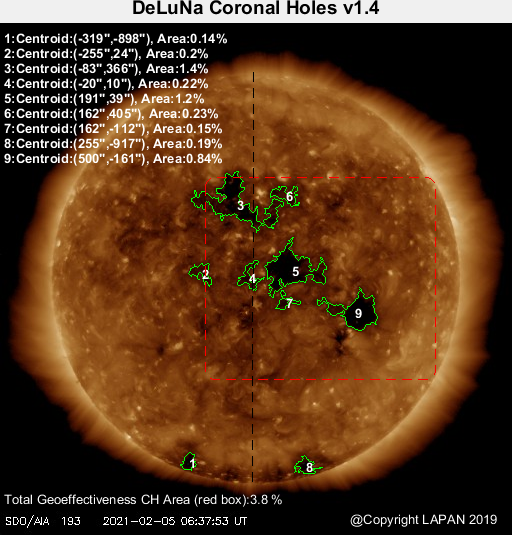 DeLuNa Coronal Holes v1.4
1:Centroid:(-319",-898"), Area:0.14%
2:Centroid:(-255",24"), Area:0.2%
3:Centroid:(-83",366"), Area:1.4%
4:Centroid:(-20",10"), Area:0.22%
5:Centroid:(191",39"), Area:1.2%
6:Centroid:(162",405"), Area:0.23%
7:Centroid:(162",-112"), Area:0.15%
8:Centroid:(255",-917"), Area:0.19%
9:Centroid:(500",-161"), Area:0.84%
6
3
5
2
4
7
9
1
8
Total Geoeffectiveness CH Area (red box):3.8 %
SDO/AIA 193 2021-02-05 06:37:53 UT
@Copyright LAPAN 2019